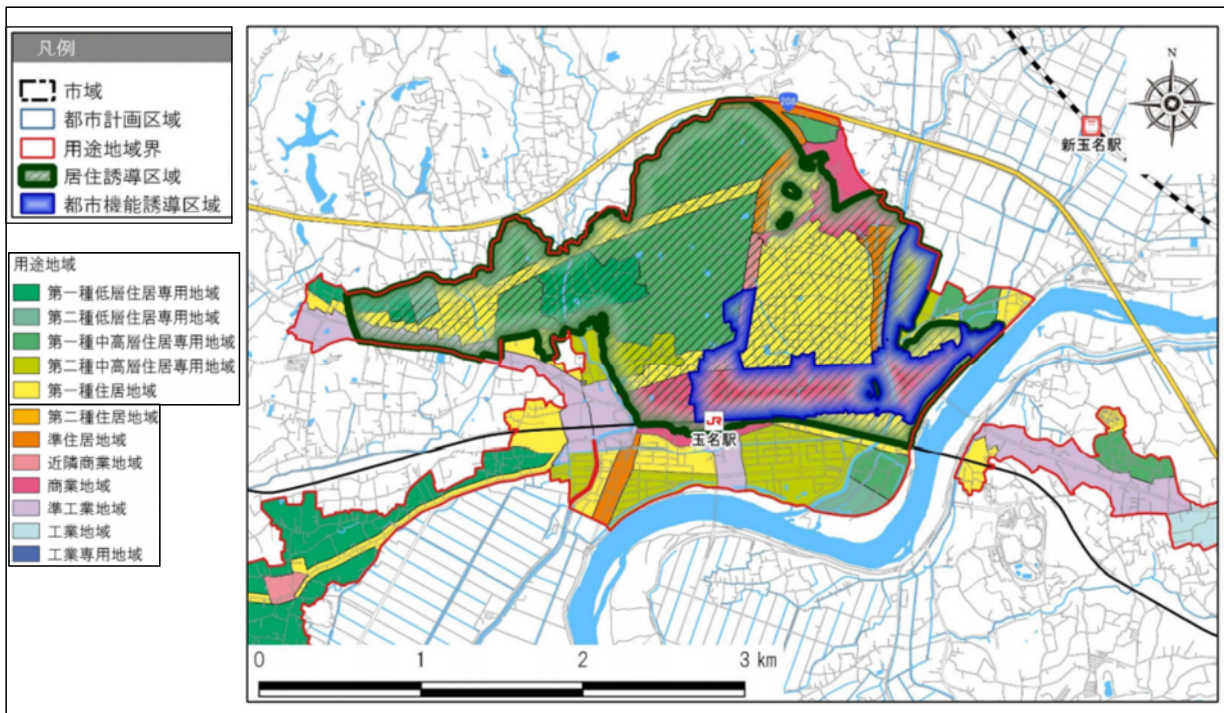 凡例
市域
都市計画区域
用途地域界
居住誘導区域
都市機能誘導区域
用途地域
第一種低層住居専用地域
第二種低層住居専用地域
第一種中高層住居専用地域
第二種中高層住居専用地域
第一種住居地域
第二種住居地域
準住居地域
近隣商業地域
商業地域
準工業地域
工業地域
工業専用地域
208
N
新玉名駅
JR
玉名駅
0 1 2 3 km